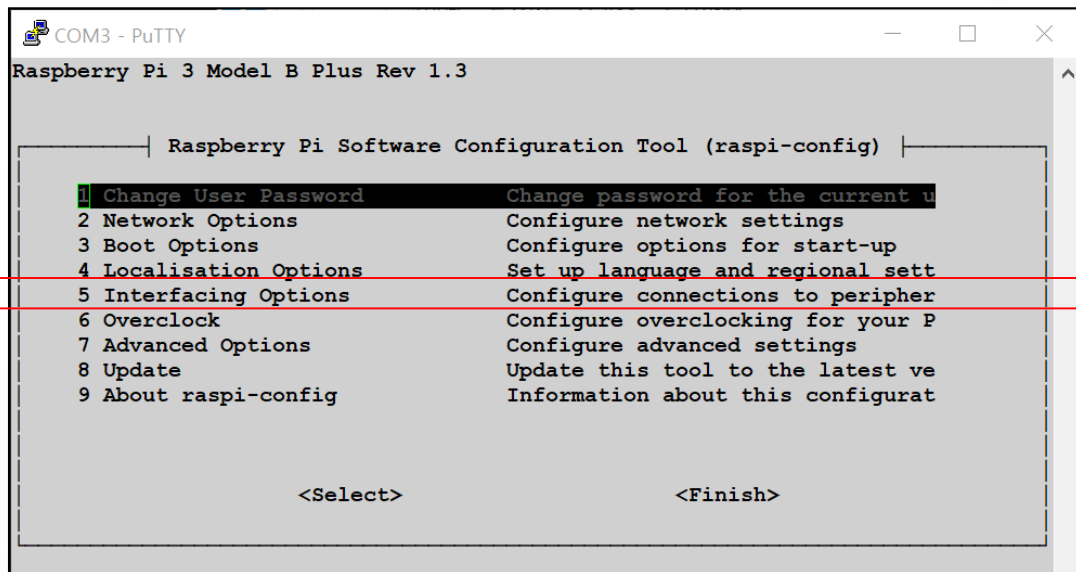 COM3 - PuTTY
Raspberry Pi 3 Model B Plus Rev 1.3
Raspberry Pi Software Configuration Tool (raspi-config)
1 Change User Password Change password for the current u
2 Network Options Configure network settings
3 Boot Options Configure options for start-up
4 Localisation Options Set up language and regional sett
5 Interfacing Options Configure connections to peripher
6 Overclock Configure overclocking for your P
7 Advanced Options Configure advanced settings
8 Update Update this tool to the latest ve
9 About raspi-config Information about this configurat
<Select> <Finish>